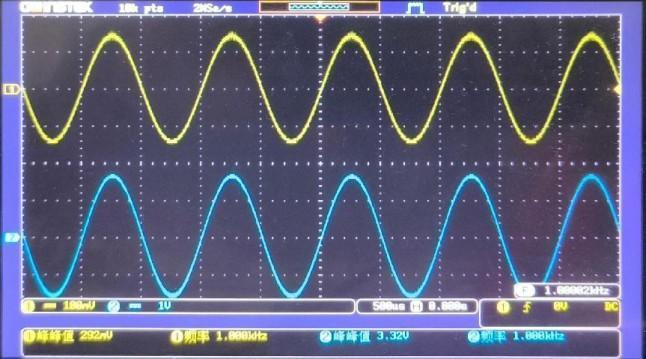 GWINSTEK 10k pts 2MSa/s Trig'd
1
2
F 1.00002kHz
1 100mV 2 1V 500us H 0.000s 1 0V DC
1 峰峰值 292mV 1 频率 1.000kHz 2 峰峰值 3.32V 2 频率 1.000kHz